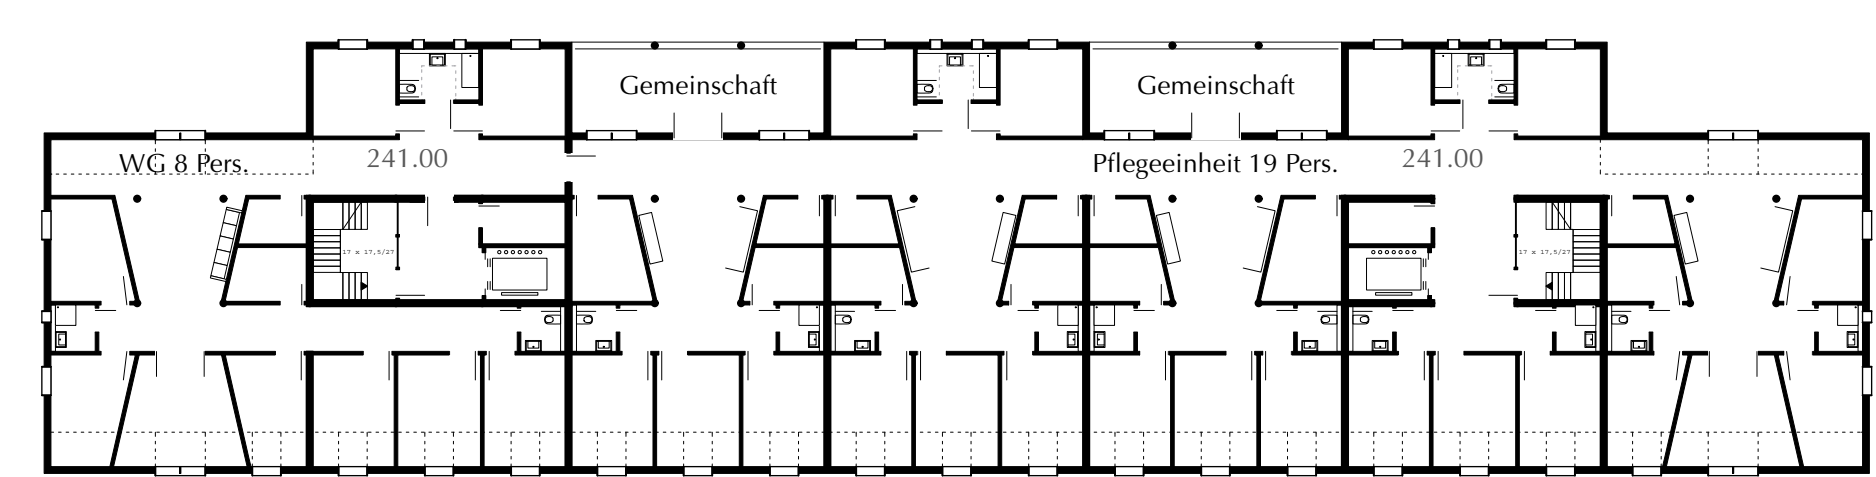 Gemeinschaft
Gemeinschaft
WG 8 Pers.
241.00
Pflegeeinheit 19 Pers.
241.00
17 x 17,5/27
17 x 17,5/27